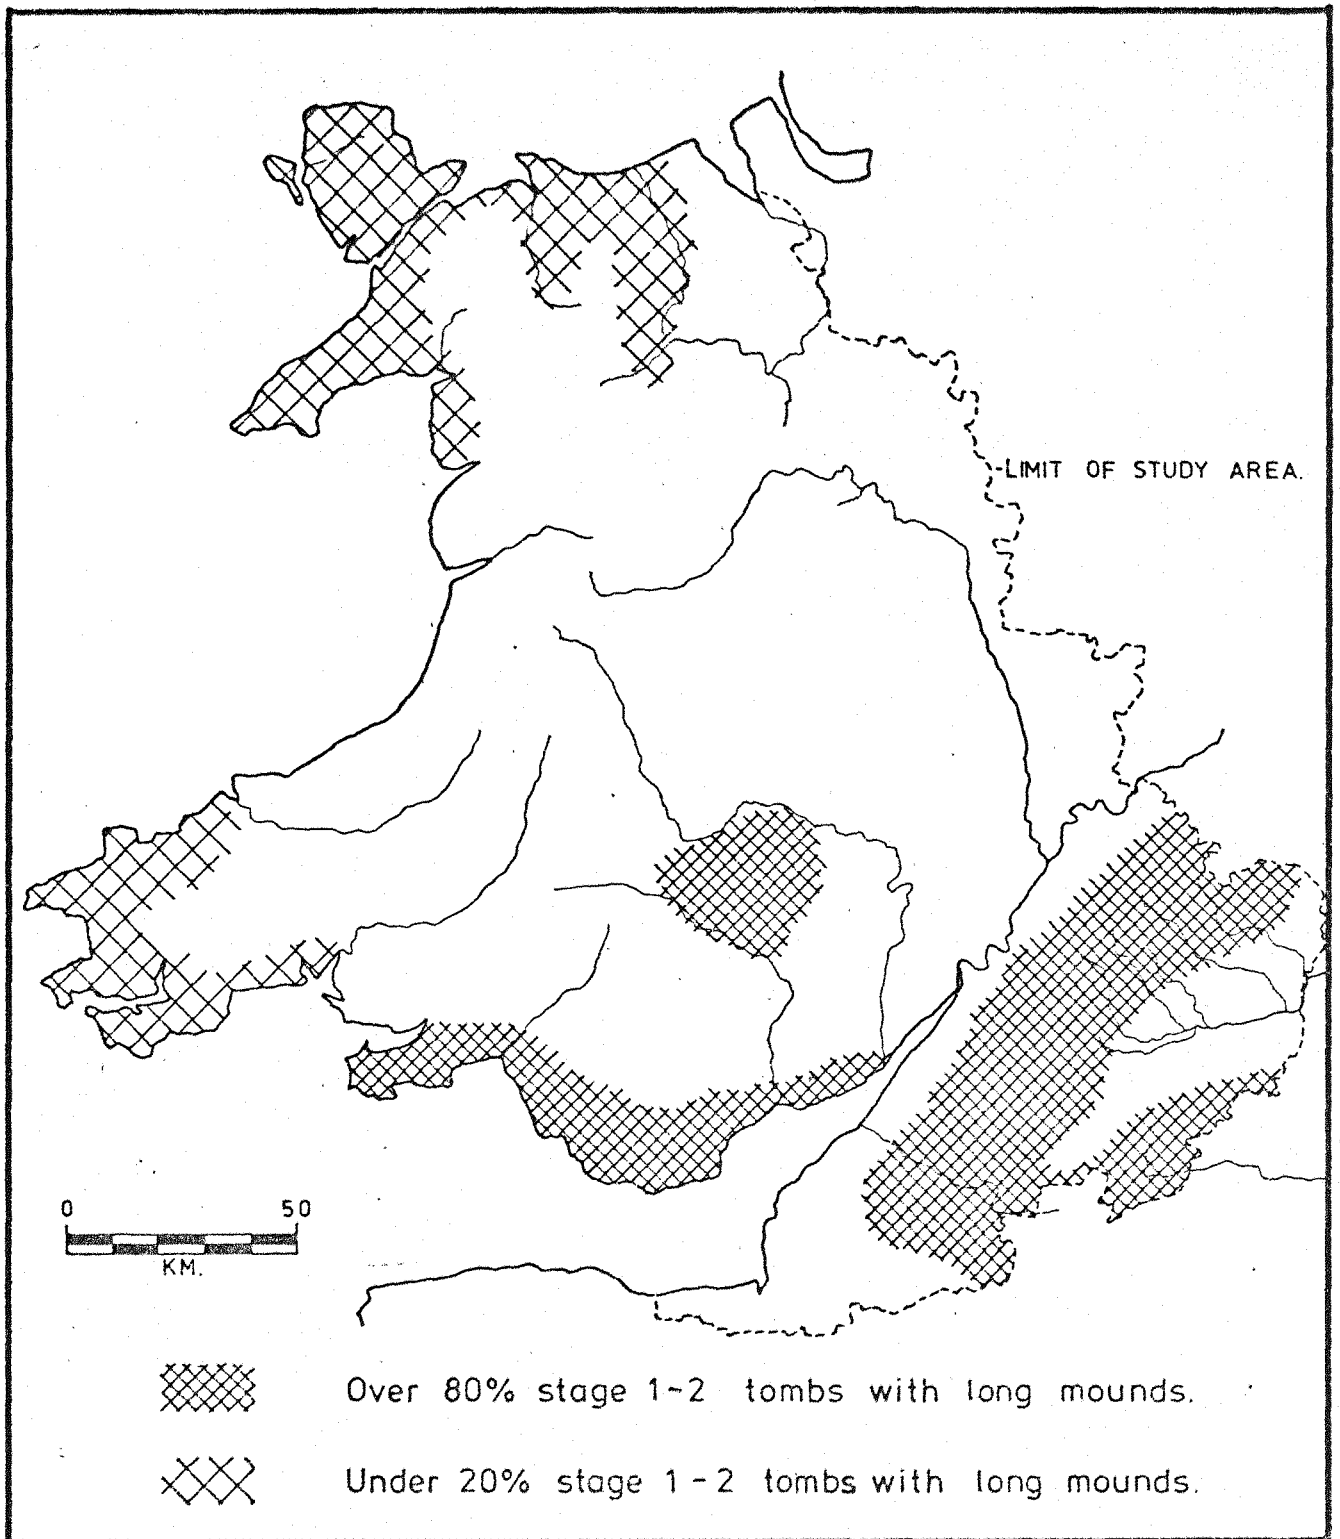 -LIMIT OF STUDY AREA.
0 50
KM.
Over 80% stage 1-2 tombs with long mounds.
Under 20% stage 1-2 tombs with long mounds.